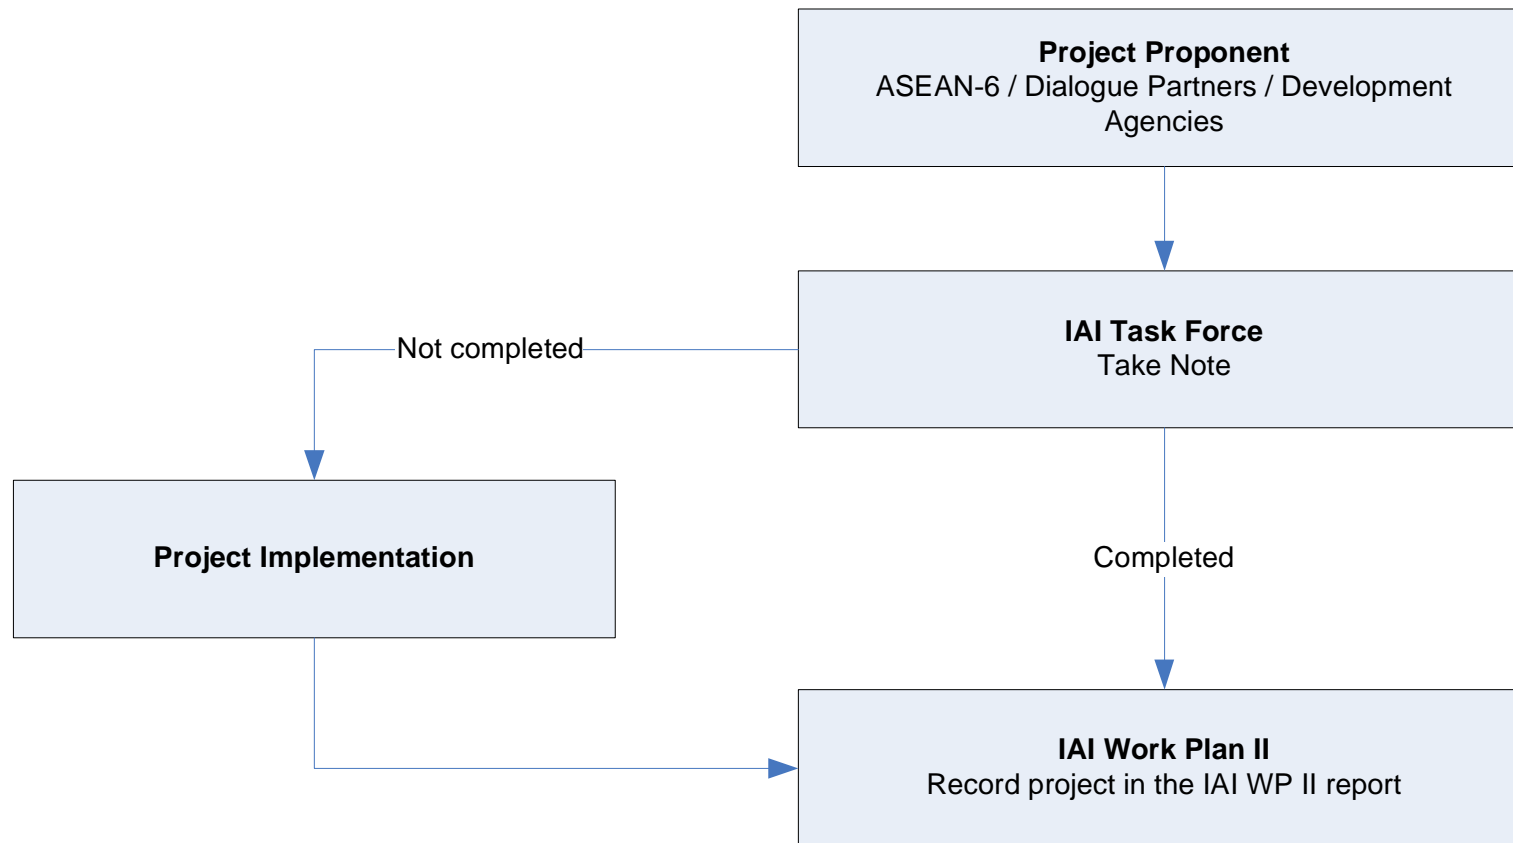 Project Proponent
ASEAN-6 / Dialogue Partners / Development
Agencies
IAI Task Force
Take Note
Not completed
Project Implementation
Completed
IAI Work Plan II
Record project in the IAI WP II report